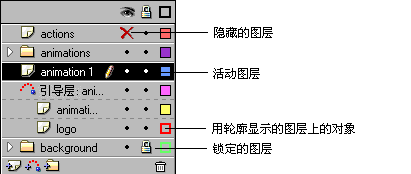 actions
隐藏的图层
animations
animation 1
活动图层
引导层: ani...
animati...
logo
用轮廓显示的图层上的对象
background
锁定的图层